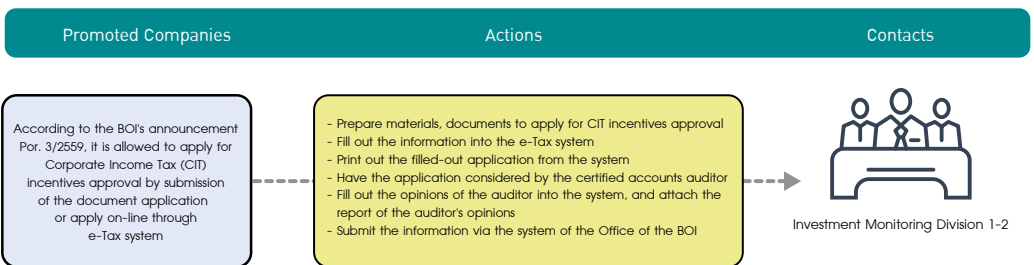 Promoted Companies
Actions
Contacts
According to the BOI's announcement
Por. 3/2559, it is allowed to apply for
Corporate Income Tax (CIT)
incentives approval by submission
of the document application
or apply on-line through
e-Tax system
- Prepare materials, documents to apply for CIT incentives approval
- Fill out the information into the e-Tax system
- Print out the filled-out application from the system
- Have the application considered by the certified accounts auditor
- Fill out the opinions of the auditor into the system, and attach the
report of the auditor's opinions
- Submit the information via the system of the Office of the BOI
Investment Monitoring Division 1-2